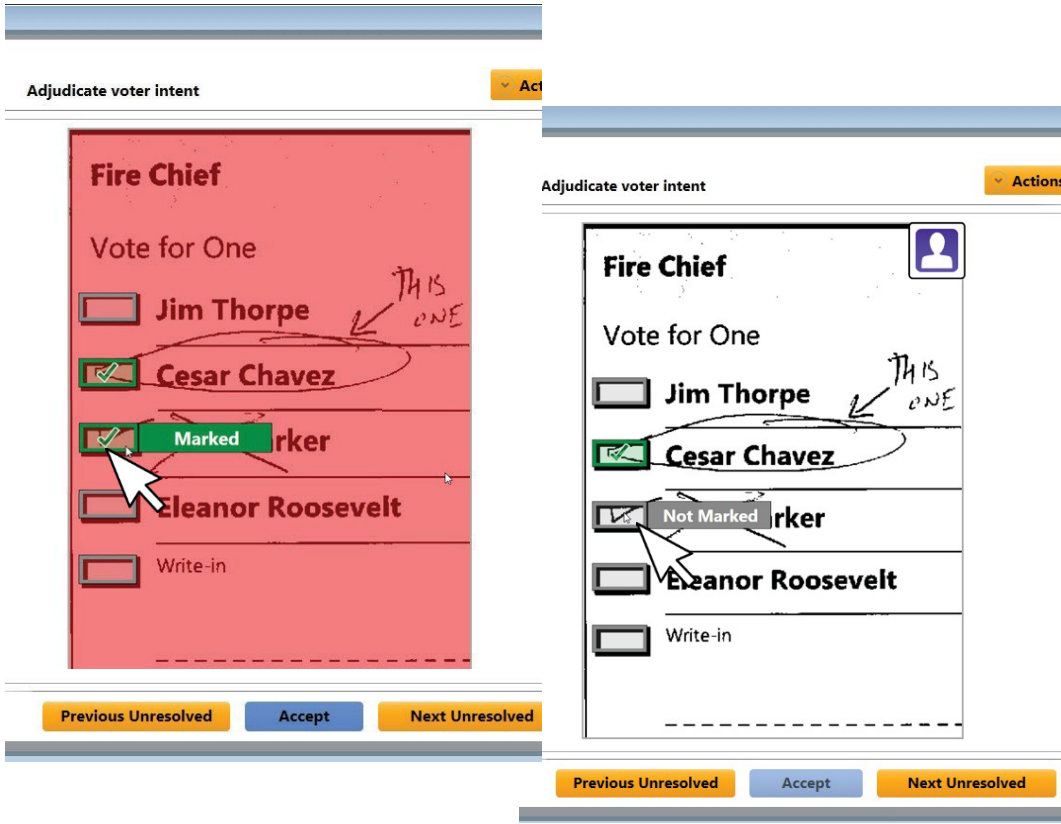 Adjudicate voter intent
Act
Fire Chief
Vote for One
THIS
ONE
Jim Thorpe
Cesar Chavez
Marked
rker
Eleanor Roosevelt
Write-in
Previous Unresolved
Accept
Next Unresolved
Adjudicate voter intent
Actions
Fire Chief
Vote for One
THIS
ONE
Jim Thorpe
Cesar Chavez
Not Marked
rker
Eleanor Roosevelt
Write-in
Previous Unresolved
Accept
Next Unresolved